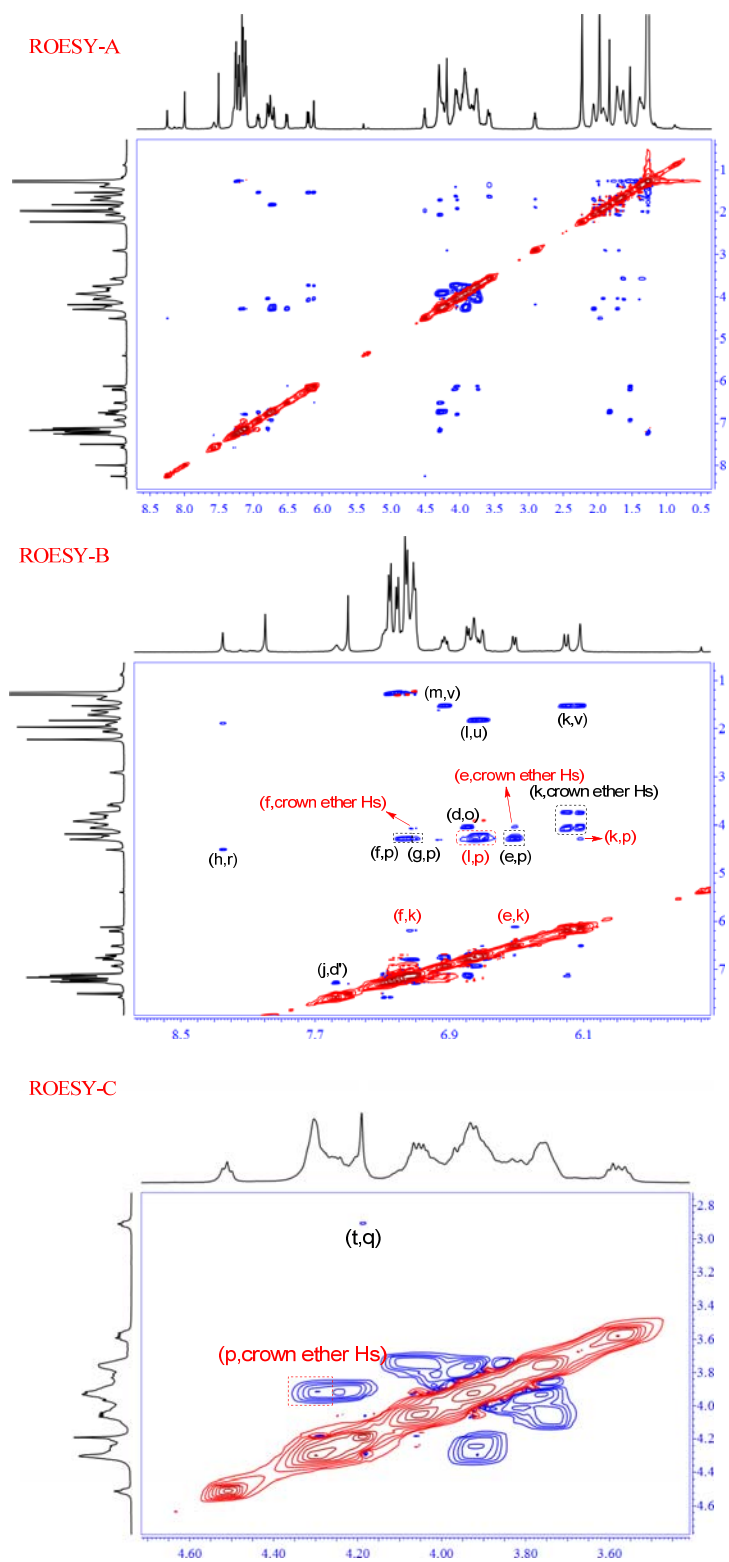 ROESY-A
1
2
3
4
5
6
7
8
8.5 8.0 7.5 7.0 6.5 6.0 5.5 5.0 4.5 4.0 3.5 3.0 2.5 2.0 1.5 1.0 0.5
ROESY-B
1
(m,v) (k,v)
2
(l,u)
3
(e,crown ether Hs)
(f,crown ether Hs) (k,crown ether Hs)
(d,o)
4
(f,p) (g,p) (l,p) (e,p) (k,p)
(h,r)
5
(f,k) (e,k)
6
(j,d')
7
8.5 7.7 6.9 6.1
ROESY-C
2.8
3.0
(t,q)
3.2
3.4
3.6
(p,crown ether Hs)
3.8
4.0
4.2
4.4
4.6
4.60 4.40 4.20 4.00 3.80 3.60